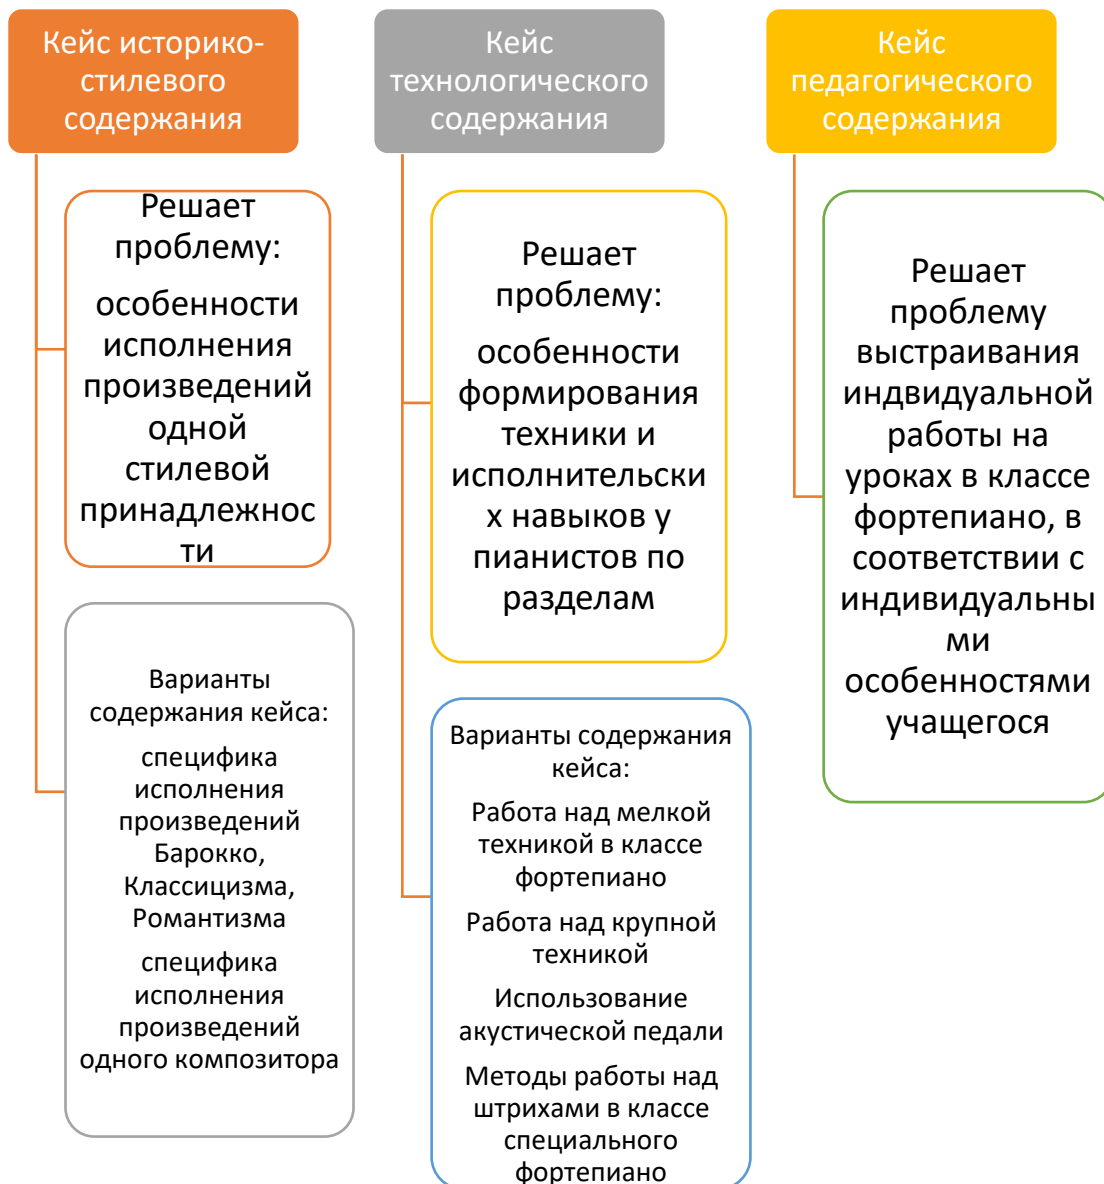 Кейс историко-
стилевого
содержания
Решает
проблему:
особенности
исполнения
произведений
одной
стилевой
принадлежнос
ти
Варианты
содержания кейса:
специфика
исполнения
произведений
Барокко,
Классицизма,
Романтизма
специфика
исполнения
произведений
одного композитора
Кейс
технологического
содержания
Решает
проблему:
особенности
формирования
техники и
исполнительски
х навыков у
пианистов по
разделам
Варианты содержания
кейса:
Работа над мелкой
техникой в классе
фортепиано
Работа над крупной
техникой
Использование
акустической педали
Методы работы над
штрихами в классе
специального
фортепиано
Кейс
педагогического
содержания
Решает
проблему
выстраивания
индвидуальной
работы на
уроках в классе
фортепиано, в
соответствии с
индивидуальны
ми
особенностями
учащегося